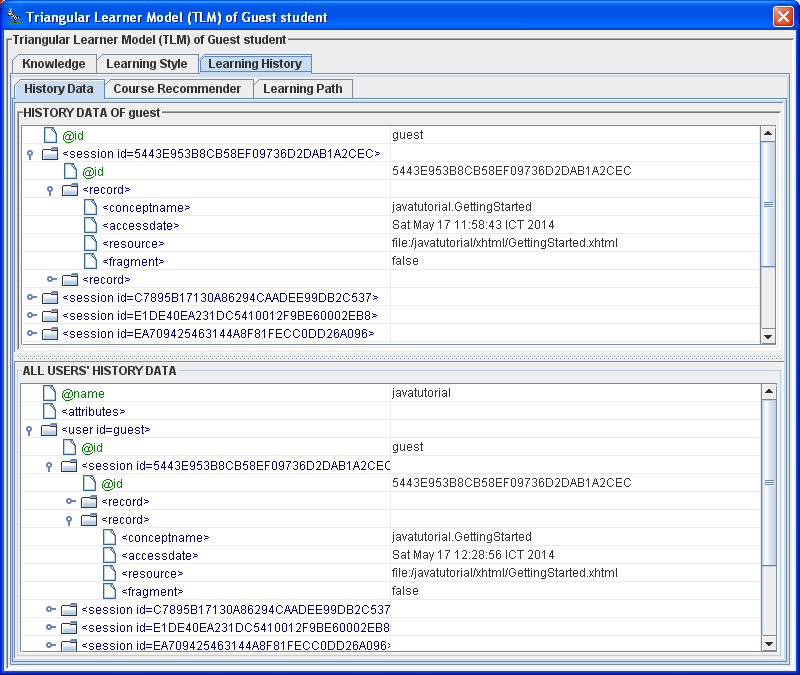 Triangular Learner Model (TLM) of Guest student
Triangular Learner Model (TLM) of Guest student
Knowledge Learning Style Learning History
History Data Course Recommender Learning Path
HISTORY DATA OF guest
@id guest
<session id=5443E953B8CB58EF09736D2DAB1A2CEC>
@id 5443E953B8CB58EF09736D2DAB1A2CEC
<record>
<conceptname> javatutorial.GettingStarted
<accessdate> Sat May 17 11:58:43 ICT 2014
<resource> file:/javatutorial/xhtml/GettingStarted.xhtml
<fragment> false
<record>
<session id=C7895B17130A86294CAADEE99DB2C537>
<session id=E1DE40EA231DC5410012F9BE60002EB8>
<session id=EA709425463144A8F81FECC0DD26A096>
ALL USERS' HISTORY DATA
@name javatutorial
<attributes>
<user id=guest>
@id guest
<session id=5443E953B8CB58EF09736D2DAB1A2CEC
@id 5443E953B8CB58EF09736D2DAB1A2CEC
<record>
<record>
<conceptname> javatutorial.GettingStarted
<accessdate> Sat May 17 12:28:56 ICT 2014
<resource> file:/javatutorial/xhtml/GettingStarted.xhtml
<fragment> false
<session id=C7895B17130A86294CAADEE99DB2C537
<session id=E1DE40EA231DC5410012F9BE60002EB8
<session id=EA709425463144A8F81FECC0DD26A096>